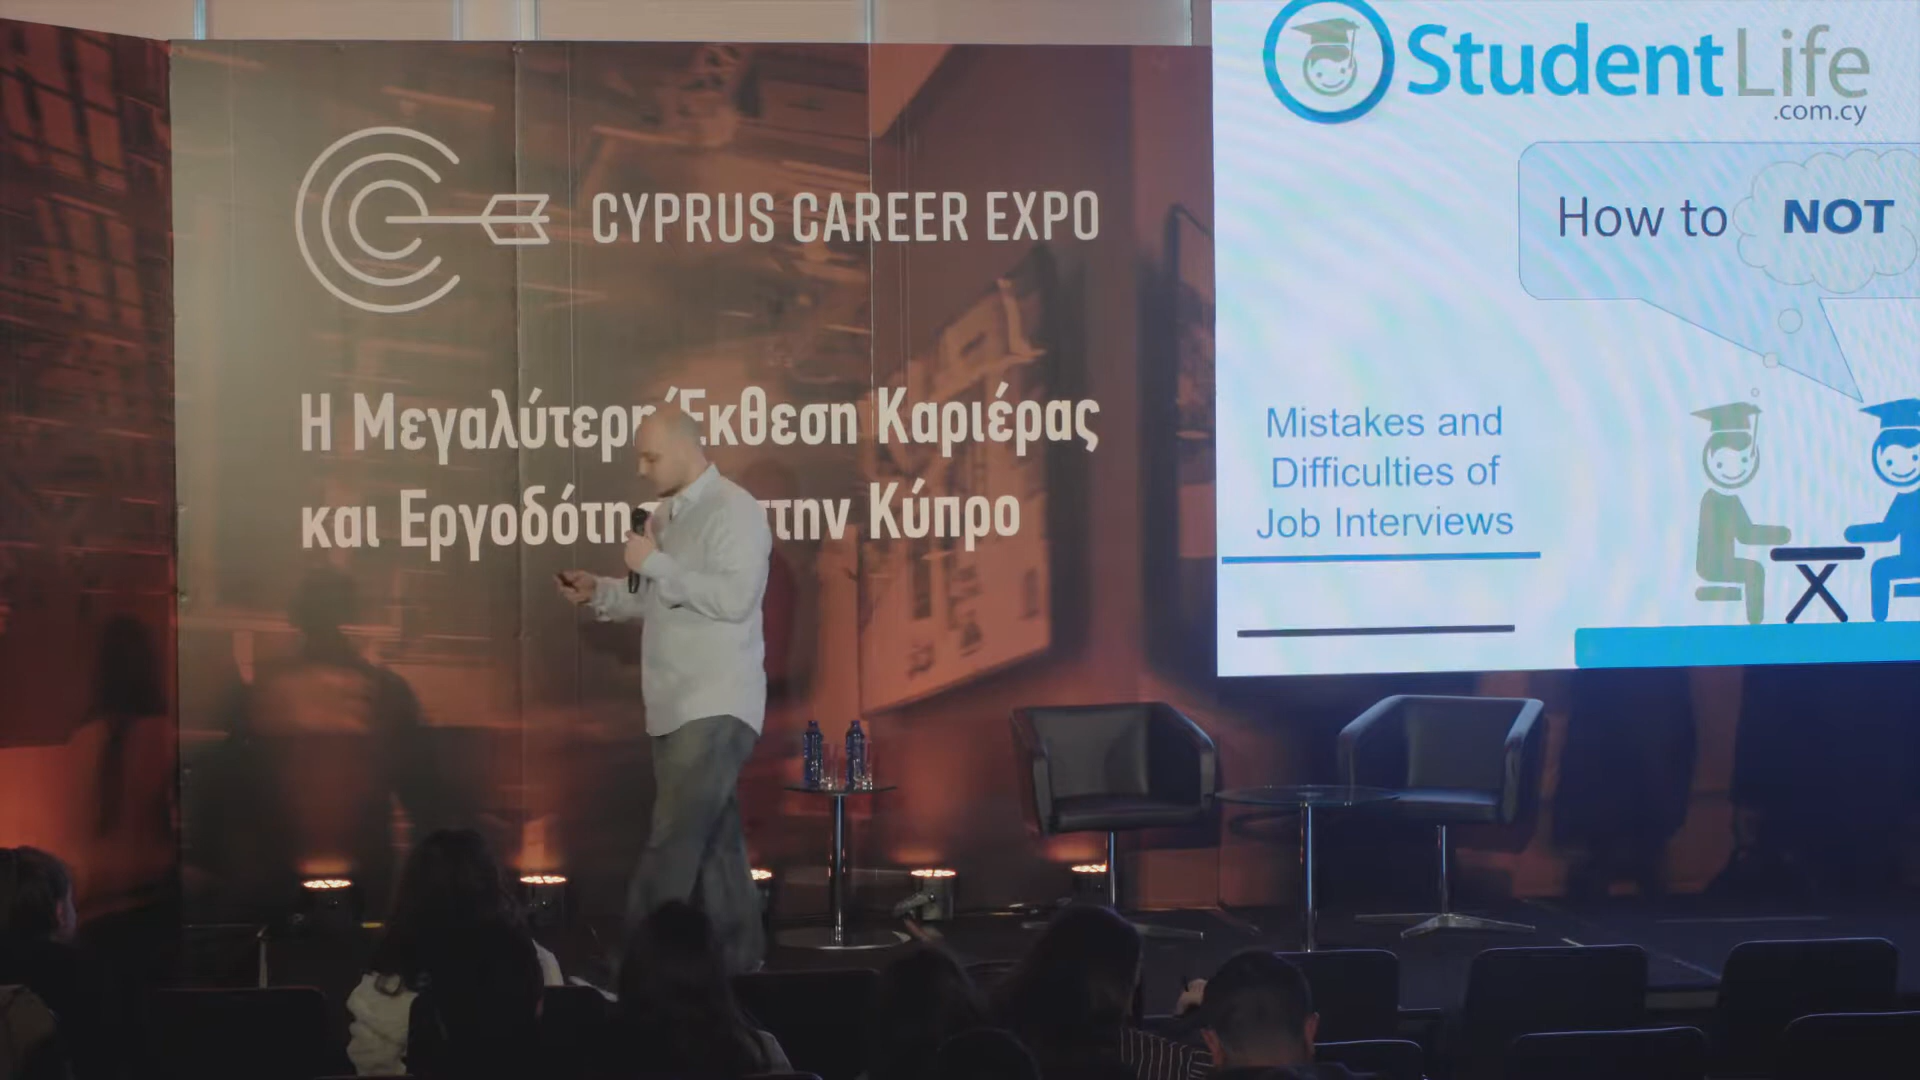 CYPRUS CAREER EXPO
Η Μεγαλύτερη Έκθεση Καριέρας
και στην Κύπρο
StudentLife
.com.cy
How to NOT
Mistakes and
Difficulties of
Job Interviews